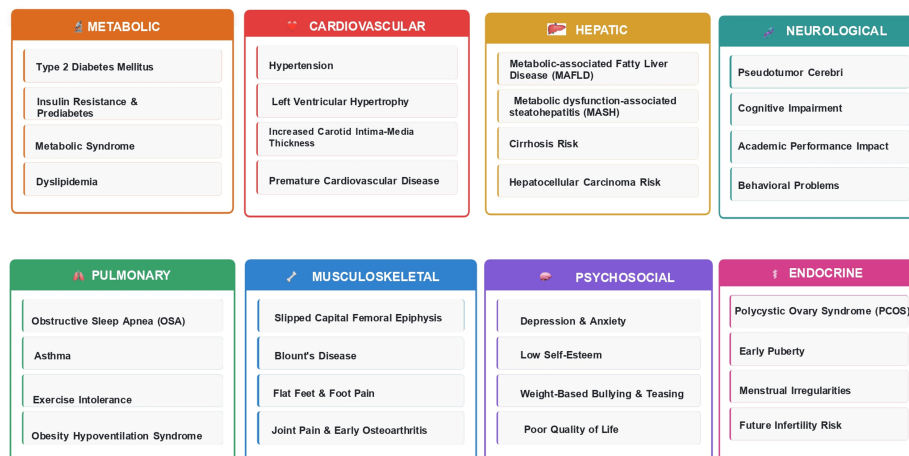 METABOLIC
Type 2 Diabetes Mellitus
Insulin Resistance &
Prediabetes
Metabolic Syndrome
Dyslipidemia
CARDIOVASCULAR
Hypertension
Left Ventricular Hypertrophy
Increased Carotid Intima-Media
Thickness
Premature Cardiovascular Disease
HEPATIC
Metabolic-associated Fatty Liver
Disease (MAFLD)
Metabolic dysfunction-associated
steatohepatitis (MASH)
Cirrhosis Risk
Hepatocellular Carcinoma Risk
NEUROLOGICAL
Pseudotumor Cerebri
Cognitive Impairment
Academic Performance Impact
Behavioral Problems
PULMONARY
Obstructive Sleep Apnea (OSA)
Asthma
Exercise Intolerance
Obesity Hypoventilation Syndrome
MUSCULOSKELETAL
Slipped Capital Femoral Epiphysis
Blount's Disease
Flat Feet & Foot Pain
Joint Pain & Early Osteoarthritis
PSYCHOSOCIAL
Depression & Anxiety
Low Self-Esteem
Weight-Based Bullying & Teasing
Poor Quality of Life
ENDOCRINE
Polycystic Ovary Syndrome (PCOS)
Early Puberty
Menstrual Irregularities
Future Infertility Risk